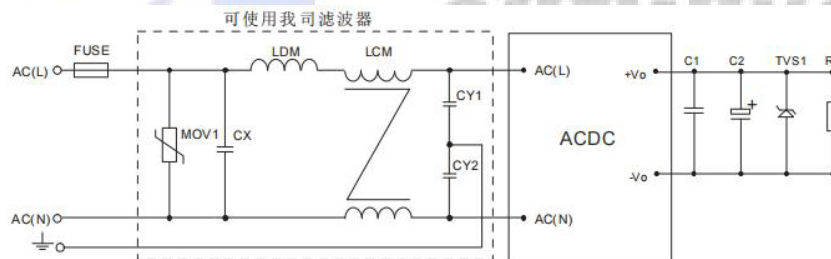 可使用我司滤波器
FUSE
LDM
LCM
AC(L)
AC(L)
+Vo
C1
C2
TVS1
R
CY1
MOV1
CX
+
ACDC
CY2
-Vo
AC(N)
AC(N)